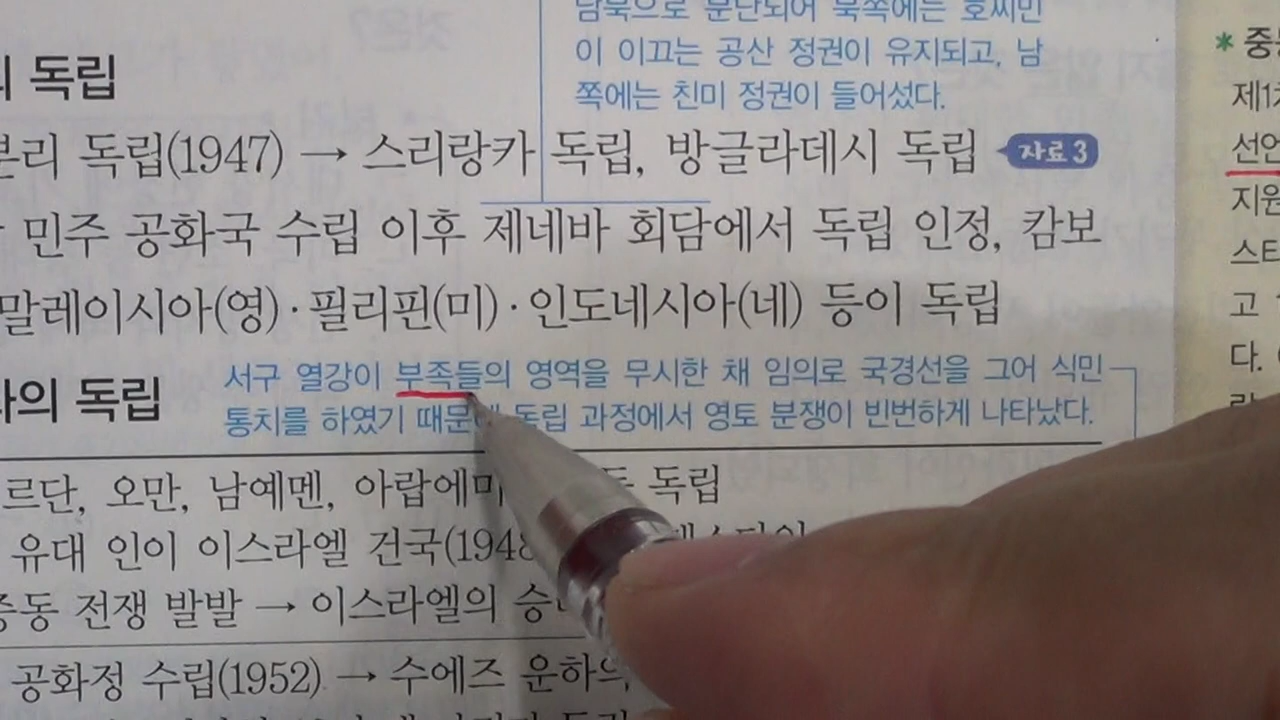 남북으로 분단되어 북쪽에는 호찌민
이 이끄는 공산 정권이 유지되고, 남
쪽에는 친미 정권이 들어섰다.
독립
분리 독립(1947) → 스리랑카 독립, 방글라데시 독립 자료 3
민주 공화국 수립 이후 제네바 회담에서 독립 인정, 캄보
말레이시아(영)·필리핀(미)·인도네시아(네) 등이 독립
서구 열강이 부족들의 영역을 무시한 채 임의로 국경선을 그어 식민
통치를 하였기 독립 과정에서 영토 분쟁이 빈번하게 나타났다.
의 독립
르단, 오만, 남예멘, 독립
유대 인이 이스라엘 건국(1948
중동 전쟁 발발 → 이스라엘의
공화정 수립(1952) → 수에즈 운하의
* 중
제1
선언
지원
스타
고
다.